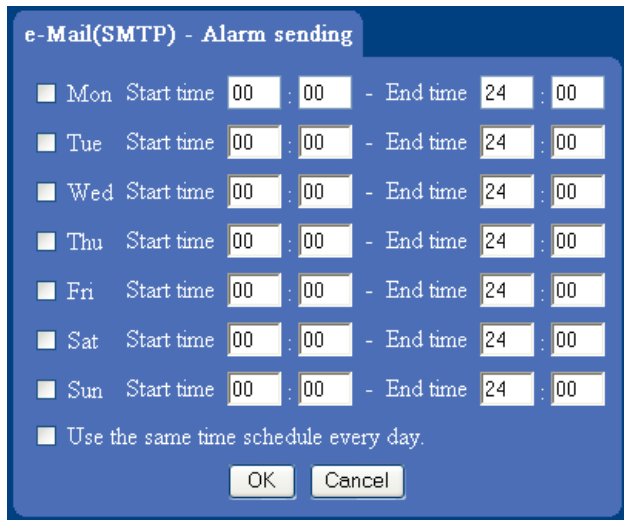 e-Mail(SMTP) - Alarm sending
Mon Start time 00 : 00 - End time 24 : 00
Tue Start time 00 : 00 - End time 24 : 00
Wed Start time 00 : 00 - End time 24 : 00
Thu Start time 00 : 00 - End time 24 : 00
Fri Start time 00 : 00 - End time 24 : 00
Sat Start time 00 : 00 - End time 24 : 00
Sun Start time 00 : 00 - End time 24 : 00
Use the same time schedule every day.
OK Cancel